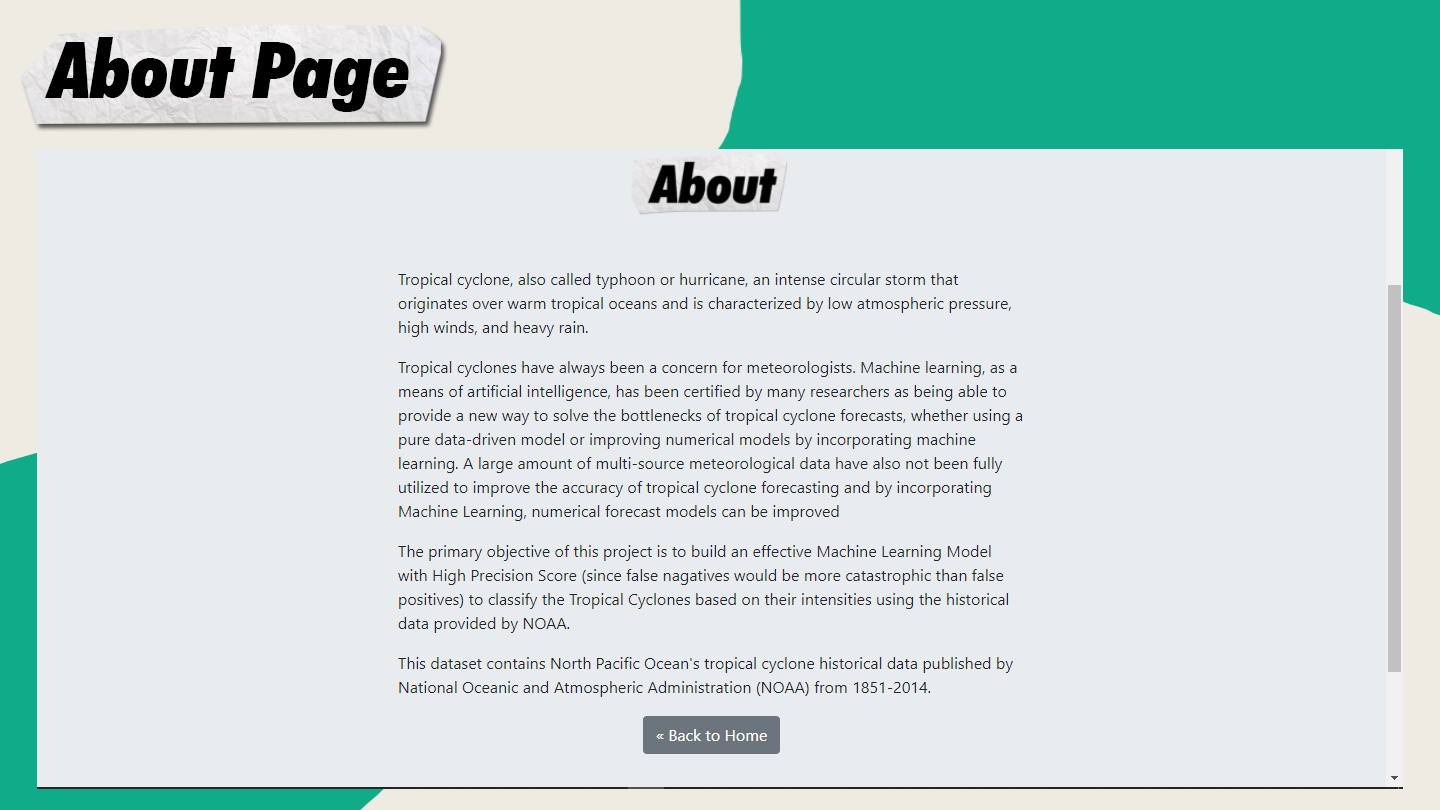 About Page
About
Tropical cyclone, also called typhoon or hurricane, an intense circular storm that
originates over warm tropical oceans and is characterized by low atmospheric pressure,
high winds, and heavy rain.
Tropical cyclones have always been a concern for meteorologists. Machine learning, as a
means of artificial intelligence, has been certified by many researchers as being able to
provide a new way to solve the bottlenecks of tropical cyclone forecasts, whether using a
pure data-driven model or improving numerical models by incorporating machine
learning. A large amount of multi-source meteorological data have also not been fully
utilized to improve the accuracy of tropical cyclone forecasting and by incorporating
Machine Learning, numerical forecast models can be improved
The primary objective of this project is to build an effective Machine Learning Model
with High Precision Score (since false nagatives would be more catastrophic than false
positives) to classify the Tropical Cyclones based on their intensities using the historical
data provided by NOAA.
This dataset contains North Pacific Ocean's tropical cyclone historical data published by
National Oceanic and Atmospheric Administration (NOAA) from 1851-2014.
« Back to Home